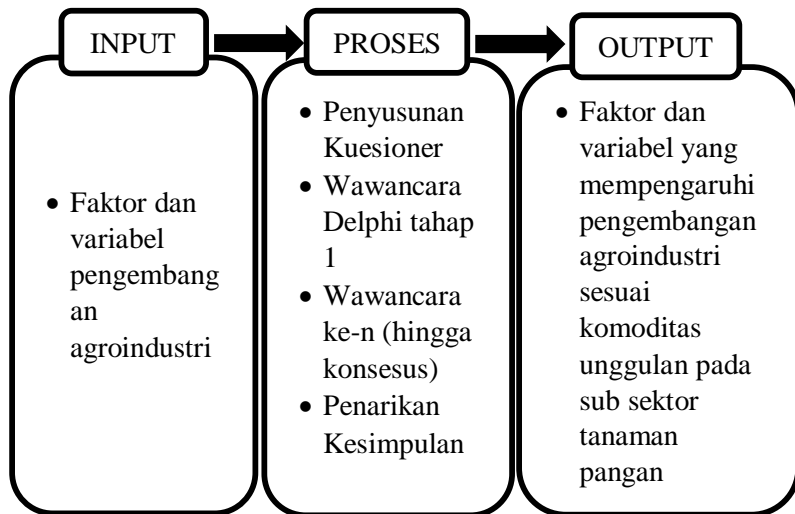 INPUT
PROSES
OUTPUT
• Faktor dan
variabel
pengembang
an
agroindustri
• Penyusunan
Kuesioner
• Wawancara
Delphi tahap
1
• Wawancara
ke-n (hingga
konsesus)
• Penarikan
Kesimpulan
• Faktor dan
variabel yang
mempengaruhi
pengembangan
agroindustri
sesuai
komoditas
unggulan pada
sub sektor
tanaman
pangan